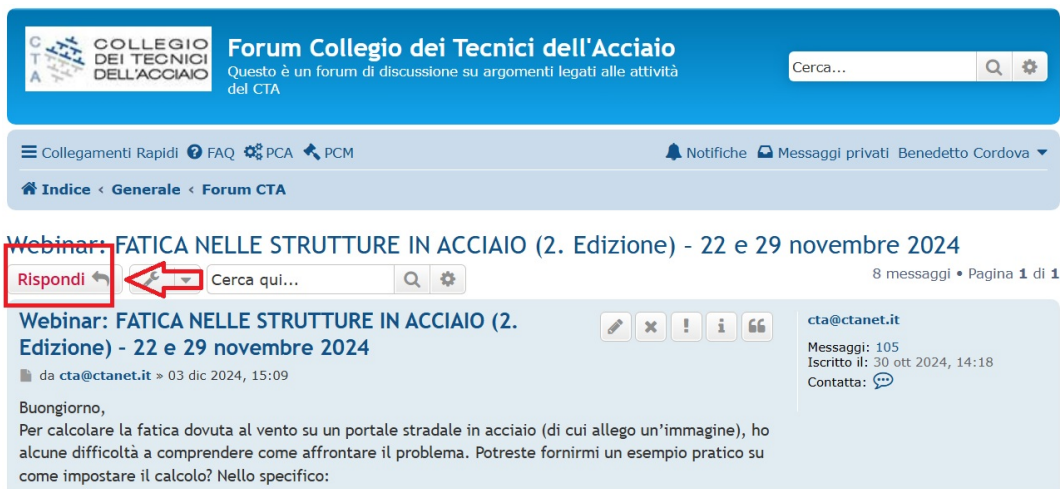 C T A
COLLEGIO
DEI TECNICI
DELL'ACCIAIO
Forum Collegio dei Tecnici dell'Acciaio
Questo è un forum di discussione su argomenti legati alle attività
del CTA
Cerca...
Collegamenti Rapidi FAQ PCA PCM
Notifiche Messaggi privati Benedetto Cordova
Indice ‹ Generale ‹ Forum CTA
Webinar: FATICA NELLE STRUTTURE IN ACCIAIO (2. Edizione) – 22 e 29 novembre 2024
Rispondi
Cerca qui...
8 messaggi • Pagina 1 di 1
Webinar: FATICA NELLE STRUTTURE IN ACCIAIO (2.
Edizione) – 22 e 29 novembre 2024
da cta@ctanet.it » 03 dic 2024, 15:09
cta@ctanet.it
Messaggi: 105
Iscritto il: 30 ott 2024, 14:18
Contatta:
Buongiorno,
Per calcolare la fatica dovuta al vento su un portale stradale in acciaio (di cui allego un’immagine), ho
alcune difficoltà a comprendere come affrontare il problema. Potreste fornirmi un esempio pratico su
come impostare il calcolo? Nello specifico: